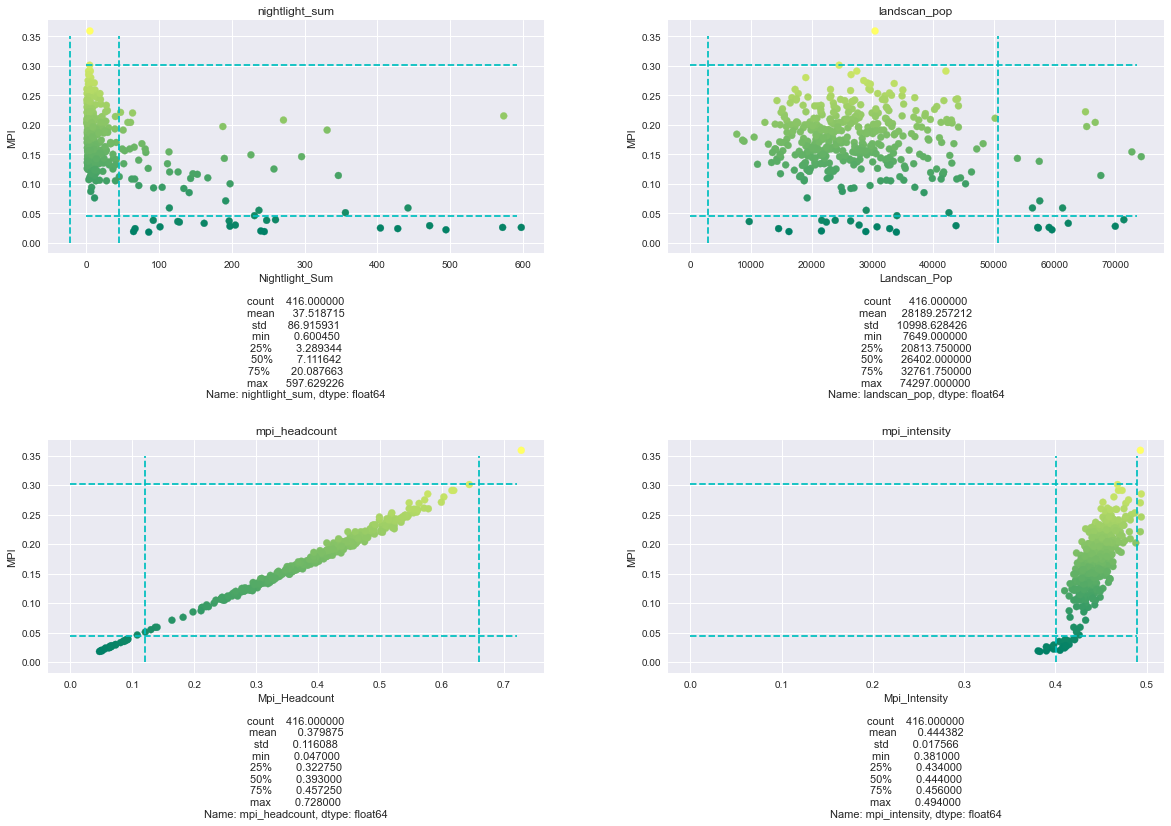 nightlight_sum
MPI
0.35
0.30
0.25
0.20
0.15
0.10
0.05
0.00
0 100 200 300 400 500 600
Nightlight_Sum
count 416.000000
mean 37.518715
std 86.915931
min 0.600450
25% 3.289344
50% 7.111642
75% 20.087663
max 597.629226
Name: nightlight_sum, dtype: float64
landscan_pop
MPI
0.35
0.30
0.25
0.20
0.15
0.10
0.05
0.00
0 10000 20000 30000 40000 50000 60000 70000
Landscan_Pop
count 416.000000
mean 28189.257212
std 10998.628426
min 7649.000000
25% 20813.750000
50% 26402.000000
75% 32761.750000
max 74297.000000
Name: landscan_pop, dtype: float64
mpi_headcount
MPI
0.35
0.30
0.25
0.20
0.15
0.10
0.05
0.00
0.0 0.1 0.2 0.3 0.4 0.5 0.6 0.7
Mpi_Headcount
count 416.000000
mean 0.379875
std 0.116088
min 0.047000
25% 0.322750
50% 0.393000
75% 0.457250
max 0.728000
Name: mpi_headcount, dtype: float64
mpi_intensity
MPI
0.35
0.30
0.25
0.20
0.15
0.10
0.05
0.00
0.0 0.1 0.2 0.3 0.4 0.5
Mpi_Intensity
count 416.000000
mean 0.444382
std 0.017566
min 0.381000
25% 0.434000
50% 0.444000
75% 0.456000
max 0.494000
Name: mpi_intensity, dtype: float64